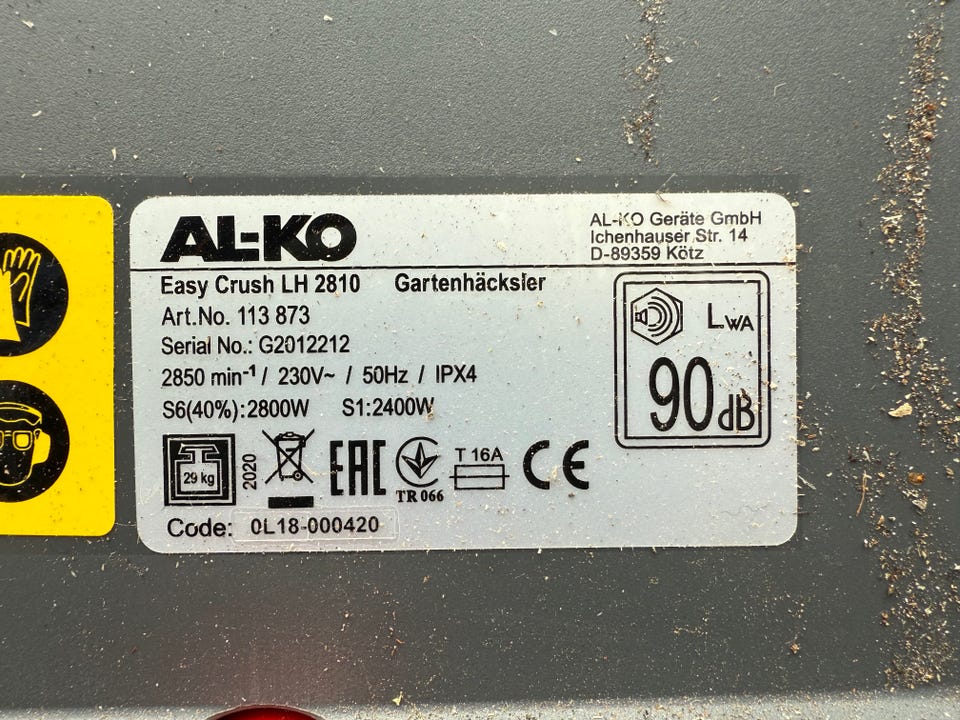 AL-KO
AL-KO Geräte GmbH
Ichenhauser Str. 14
D-89359 Kötz
Easy Crush LH 2810 Gartenhäcksler
Art.No. 113 873
Serial No.: G2012212
2850 min⁻¹ / 230V~ / 50Hz / IPX4
S6(40%):2800W S1:2400W
LWA
90 dB
29 kg
2020
EAC
TR 066
T 16A
CE
Code: 0L18-000420